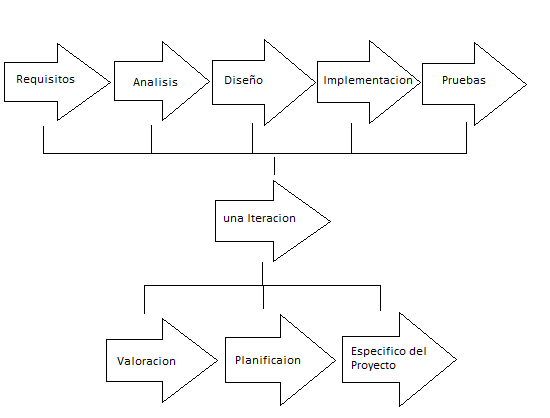 Requisitos
Analisis
Diseño
Implementacion
Pruebas
una Iteracion
Valoracion
Planificaion
Especifico del
Proyecto